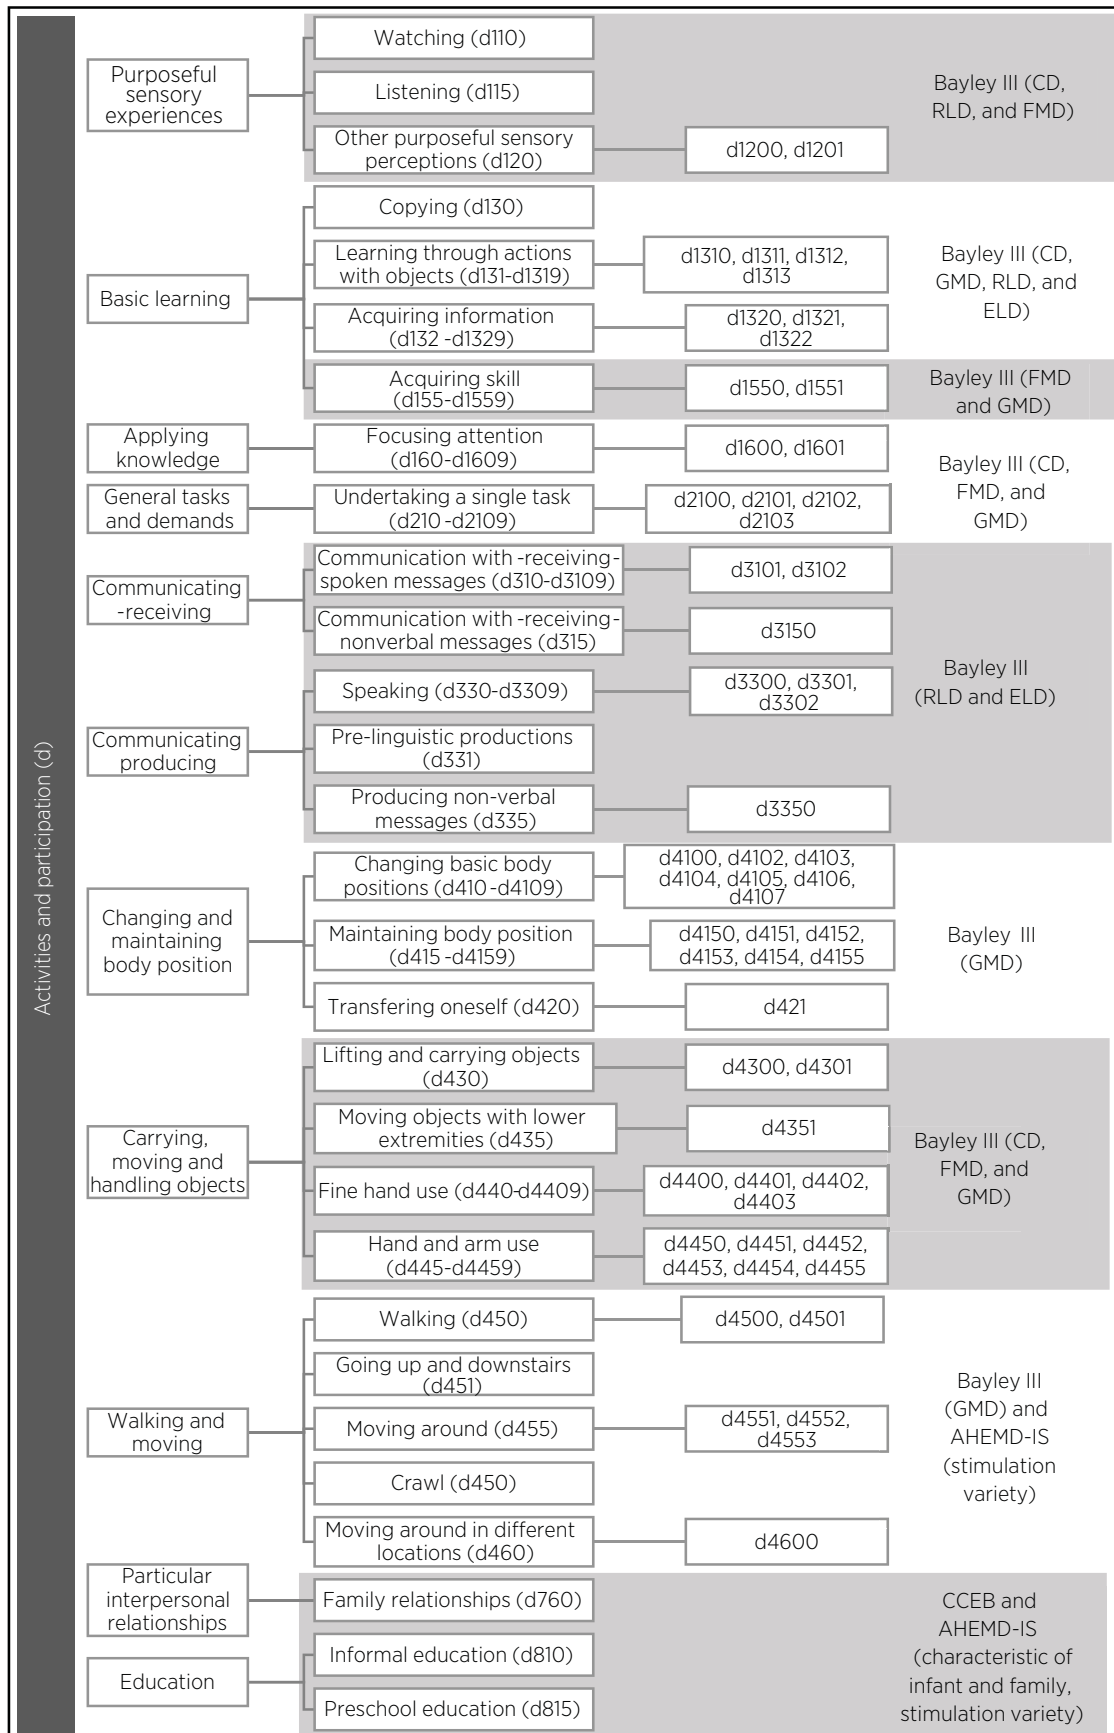 Activities and participation (d)
Purposeful
sensory
experiences
Watching (d110)
Listening (d115)
Other purposeful sensory
perceptions (d120)
d1200, d1201
Bayley III (CD,
RLD, and FMD)
Basic learning
Copying (d130)
Learning through actions
with objects (d131-d1319)
d1310, d1311, d1312,
d1313
Acquiring information
(d132 -d1329)
d1320, d1321,
d1322
Bayley III (CD,
GMD, RLD, and
ELD)
Acquiring skill
(d155-d1559)
d1550, d1551
Bayley III (FMD
and GMD)
Applying
knowledge
Focusing attention
(d160-d1609)
d1600, d1601
General tasks
and demands
Undertaking a single task
(d210 -d2109)
d2100, d2101, d2102,
d2103
Bayley III (CD,
FMD, and
GMD)
Communicating
-receiving
Communication with -receiving-
spoken messages (d310-d3109)
d3101, d3102
Communication with -receiving-
nonverbal messages (d315)
d3150
Communicating
producing
Speaking (d330-d3309)
d3300, d3301,
d3302
Pre-linguistic productions
(d331)
Producing non-verbal
messages (d335)
d3350
Bayley III
(RLD and ELD)
Changing and
maintaining
body position
Changing basic body
positions (d410 -d4109)
d4100, d4102, d4103,
d4104, d4105, d4106,
d4107
Maintaining body position
(d415 -d4159)
d4150, d4151, d4152,
d4153, d4154, d4155
Transfering oneself (d420)
d421
Bayley III
(GMD)
Carrying,
moving and
handling objects
Lifting and carrying objects
(d430)
d4300, d4301
Moving objects with lower
extremities (d435)
d4351
Fine hand use (d440-d4409)
d4400, d4401, d4402,
d4403
Hand and arm use
(d445-d4459)
d4450, d4451, d4452,
d4453, d4454, d4455
Bayley III (CD,
FMD, and
GMD)
Walking and
moving
Walking (d450)
d4500, d4501
Going up and downstairs
(d451)
Moving around (d455)
d4551, d4552,
d4553
Crawl (d450)
Moving around in different
locations (d460)
d4600
Bayley III
(GMD) and
AHEMD-IS
(stimulation
variety)
Particular
interpersonal
relationships
Family relationships (d760)
Education
Informal education (d810)
Preschool education (d815)
CCEB and
AHEMD-IS
(characteristic of
infant and family,
stimulation variety)